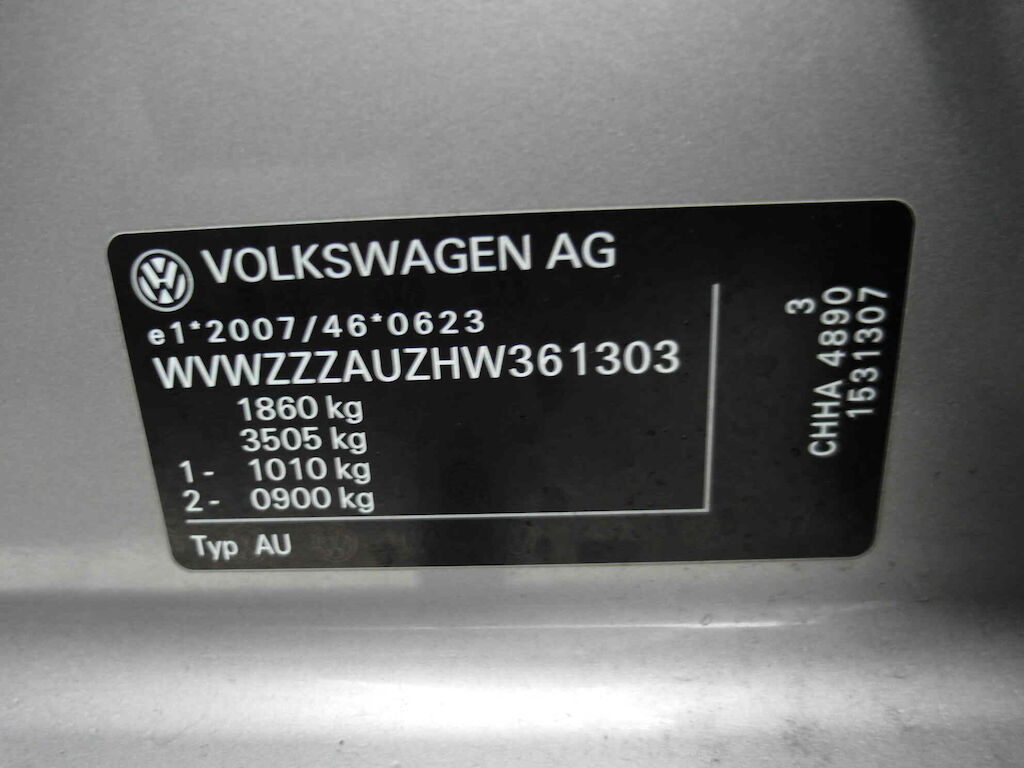 VOLKSWAGEN AG
e1*2007/46*0623
WVWZZZAUZHW361303
1860 kg
3505 kg
1- 1010 kg
2- 0900 kg
Typ AU
3
CHHA 4890
1531307